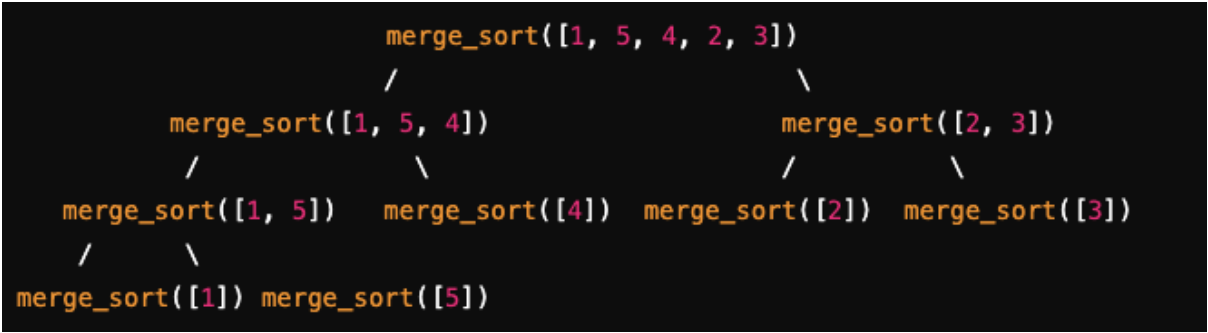 merge_sort([1, 5, 4, 2, 3])
/ \
merge_sort([1, 5, 4]) merge_sort([2, 3])
/ \ / \
merge_sort([1, 5]) merge_sort([4]) merge_sort([2]) merge_sort([3])
/ \
merge_sort([1]) merge_sort([5])